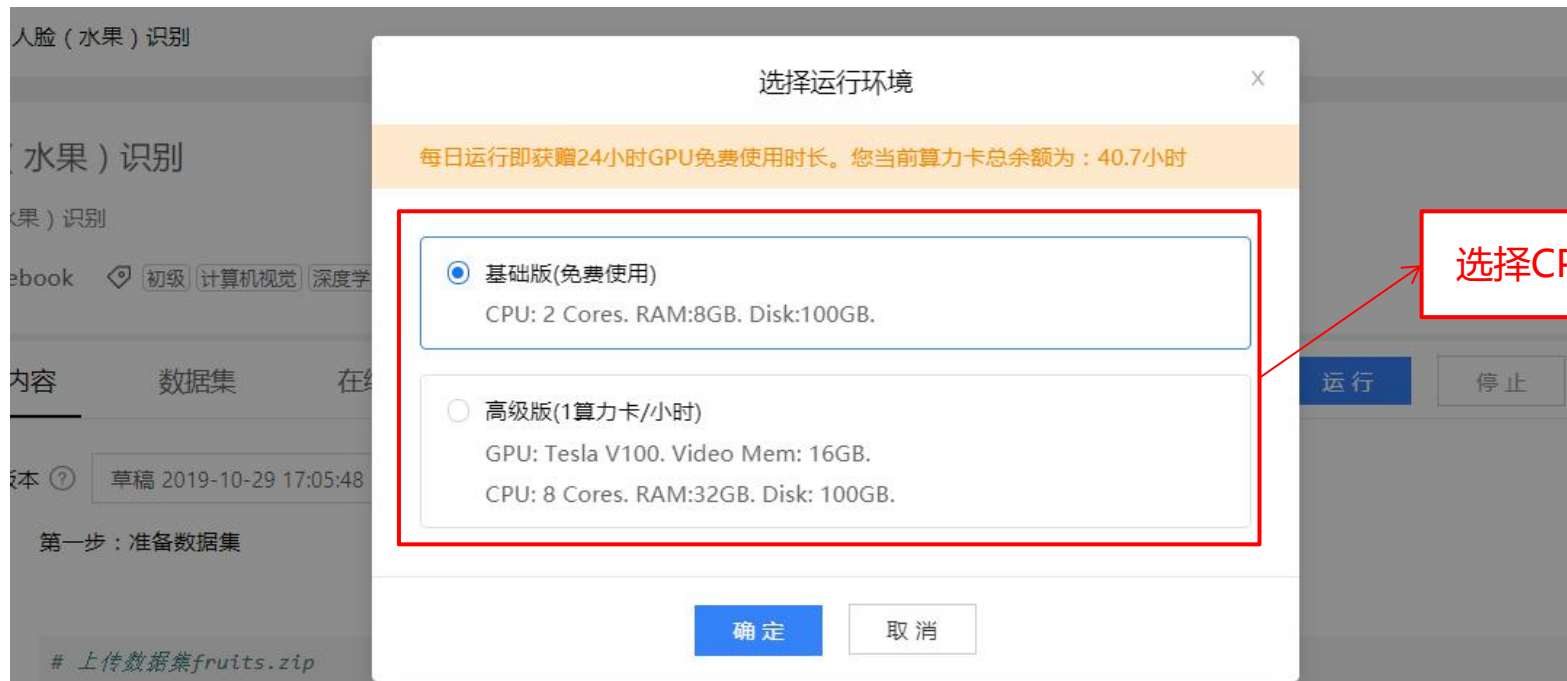 人脸（水果）识别
选择运行环境
X
水果）识别
每日运行即获赠24小时GPU免费使用时长。您当前算力卡总余额为：40.7小时
果）识别
ebook 初级 计算机视觉 深度学
基础版(免费使用)
CPU: 2 Cores. RAM:8GB. Disk:100GB.
选择CP
内容 数据集 在线
运行 停止
高级版(1算力卡/小时)
GPU: Tesla V100. Video Mem: 16GB.
CPU: 8 Cores. RAM:32GB. Disk: 100GB.
版本 ? 草稿 2019-10-29 17:05:48
第一步：准备数据集
确定 取消
# 上传数据集fruits.zip